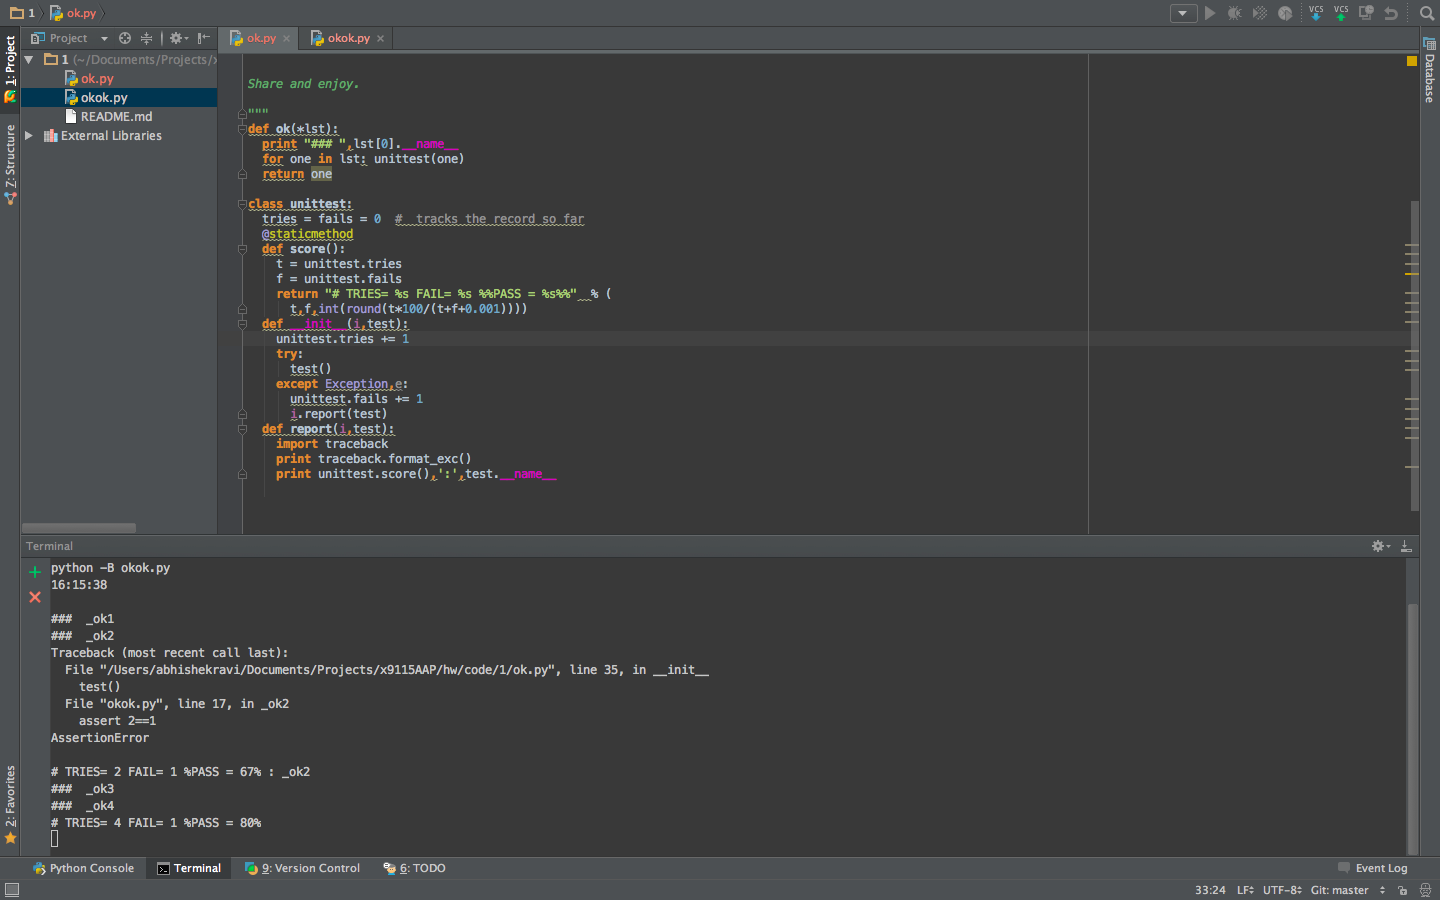 1 ok.py
Project
1: Project
7: Structure
2: Favorites
1 (~/Documents/Projects/x
ok.py
okok.py
README.md
External Libraries
ok.py
okok.py
VCS VCS
Database
Share and enjoy.
"""
def ok(*lst):
print "### ",lst[0].__name__
for one in lst: unittest(one)
return one
class unittest:
tries = fails = 0  #  tracks the record so far
@staticmethod
def score():
t = unittest.tries
f = unittest.fails
return "# TRIES= %s FAIL= %s %%PASS = %s%%"  % (
t,f,int(round(t*100/(t+f+0.001))))
def __init__(i,test):
unittest.tries += 1
try:
test()
except Exception,e:
unittest.fails += 1
i.report(test)
def report(i,test):
import traceback
print traceback.format_exc()
print unittest.score(),':',test.__name__
Terminal
python -B okok.py
16:15:38
###  _ok1
###  _ok2
Traceback (most recent call last):
File "/Users/abhishekravi/Documents/Projects/x9115AAP/hw/code/1/ok.py", line 35, in __init__
test()
File "okok.py", line 17, in _ok2
assert 2==1
AssertionError
# TRIES= 2 FAIL= 1 %PASS = 67% : _ok2
###  _ok3
###  _ok4
# TRIES= 4 FAIL= 1 %PASS = 80%
Python Console Terminal 9: Version Control 6: TODO Event Log
33:24 LF UTF-8 Git: master